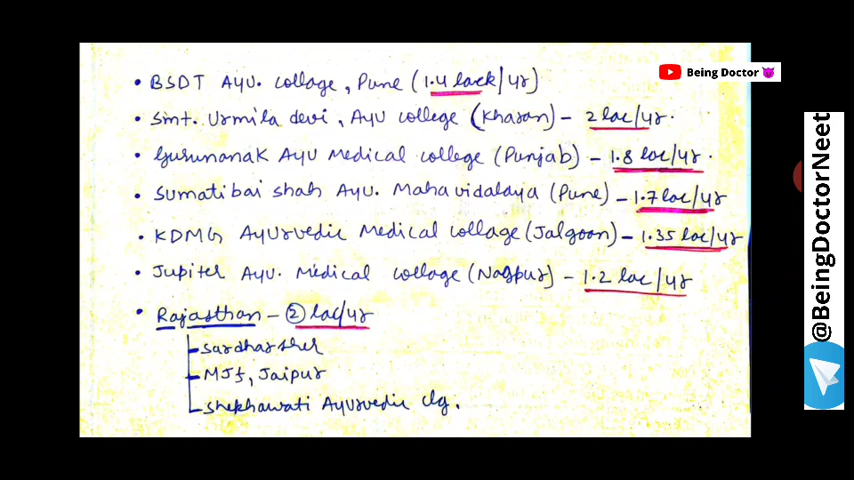 • BSDT Ayu. collage, Pune (1.4 lack/yr)
• Smt. Urmila devi, Ayu college (Kharan) - 2 lac/yr.
• Gurunanak Ayu Medical college (Punjab) - 1.8 lac/yr.
• Sumatibai shah Ayu. Mahavidalaya (Pune) - 1.7 lac/yr
• KDMG Ayurvedic Medical collage (Jalgoan) - 1.35 lac/yr
• Jupiter Ayu. Medical collage (Nagpur) - 1.2 lac/yr
• Rajasthan - 2 lac/yr
- Sardharsher
- MJF, Jaipur
- Shekhawati Ayurvedic clg.
Being Doctor 😈
@BeingDoctorNeet